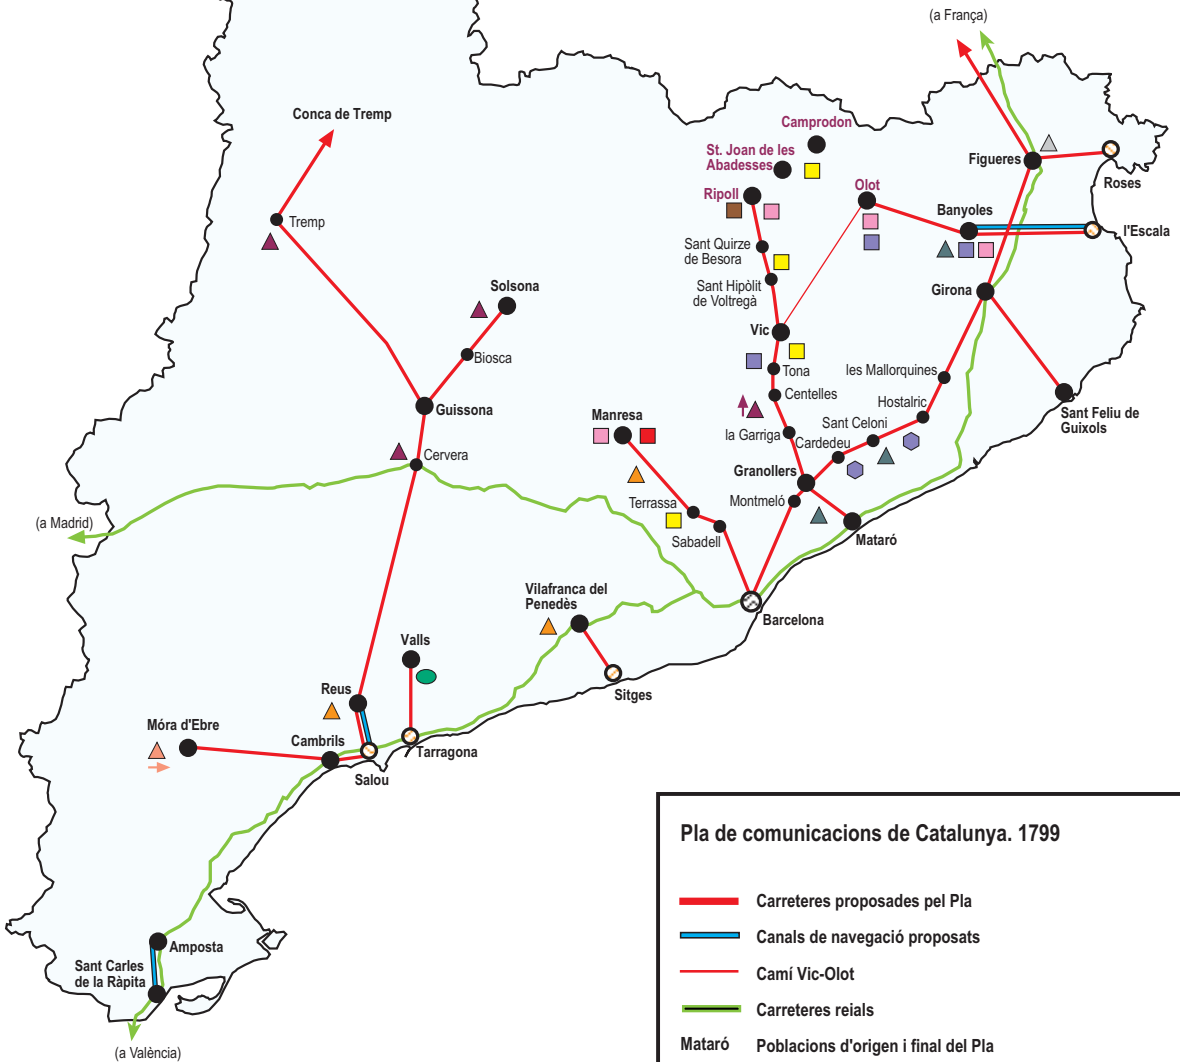 (a França)
Conca de Tremp
Camprodon
St. Joan de les
Abadesses
Figueres
Roses
Ripoll
Olot
Tremp
Banyoles
l'Escala
Sant Quirze
de Besora
Solsona
Sant Hipòlit
de Voltregà
Girona
Vic
Biosca
Tona
les Mallorquines
Centelles
Guissona
Manresa
Hostalric
Sant Feliu de
Guixols
la Garriga
Sant Celoni
Cardedeu
Cervera
Granollers
Montmeló
Terrassa
(a Madrid)
Sabadell
Mataró
Vilafranca del
Penedès
Barcelona
Valls
Reus
Sitges
Móra d'Ebre
Cambrils
Tarragona
Salou
Amposta
Sant Carles
de la Ràpita
(a València)
Pla de comunicacions de Catalunya. 1799
Carreteres proposades pel Pla
Canals de navegació proposats
Camí Vic-Olot
Carreteres reials
Mataró Poblacions d'origen i final del Pla